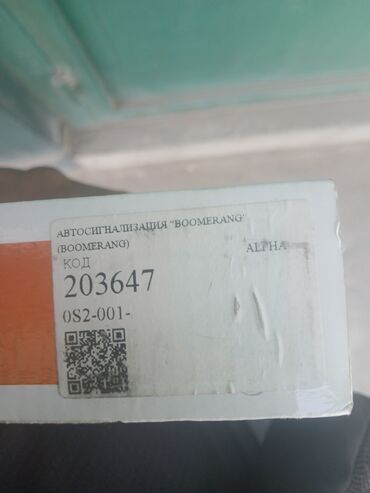 АВТОСИГНАЛИЗАЦИЯ "BOOMERANG"
(BOOMERANG) ALPHA
КОД
203647
0S2-001-